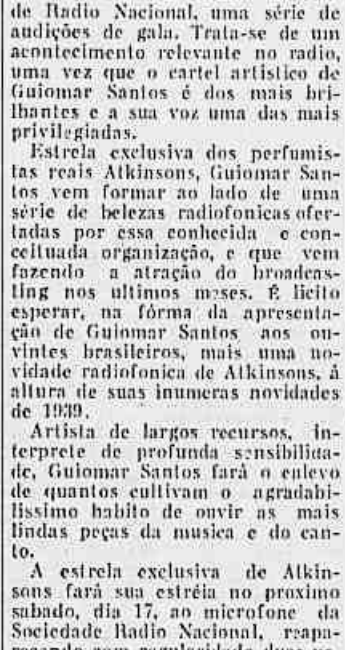 de Radio Nacional, uma série de
audições de gala. Trata-se de um
acontecimento relevante no radio,
uma vez que o cartel artistico de
Guiomar Santos é dos mais bri-
lhantes e a sua voz uma das mais
privilegiadas.
Estrela exclusiva dos perfumis-
tas reais Atkinsons, Guiomar San-
tos vem formar ao lado de uma
série de belezas radiofonicas ofer-
tadas por essa conhecida e con-
ceituada organização, e que vem
fazendo a atração do broadcas-
ting nos ultimos meses. É licito
esperar, na fórma da apresenta-
ção de Guiomar Santos aos ou-
vintes brasileiros, mais uma no-
vidade radiofonica de Atkinsons, á
altura de suas inumeras novidades
de 1939.
Artista de largos recursos, in-
terprete de profunda sensibilida-
de, Guiomar Santos fará o enlevo
de quantos cultivam o agradabi-
lissimo habito de ouvir as mais
lindas peças da musica e do can-
to.
A estrela exclusiva de Atkin-
sons fará sua estréia no proximo
sabado, dia 17, ao microfone da
Sociedade Radio Nacional, reapa-
recendo com regularidade duas ve-